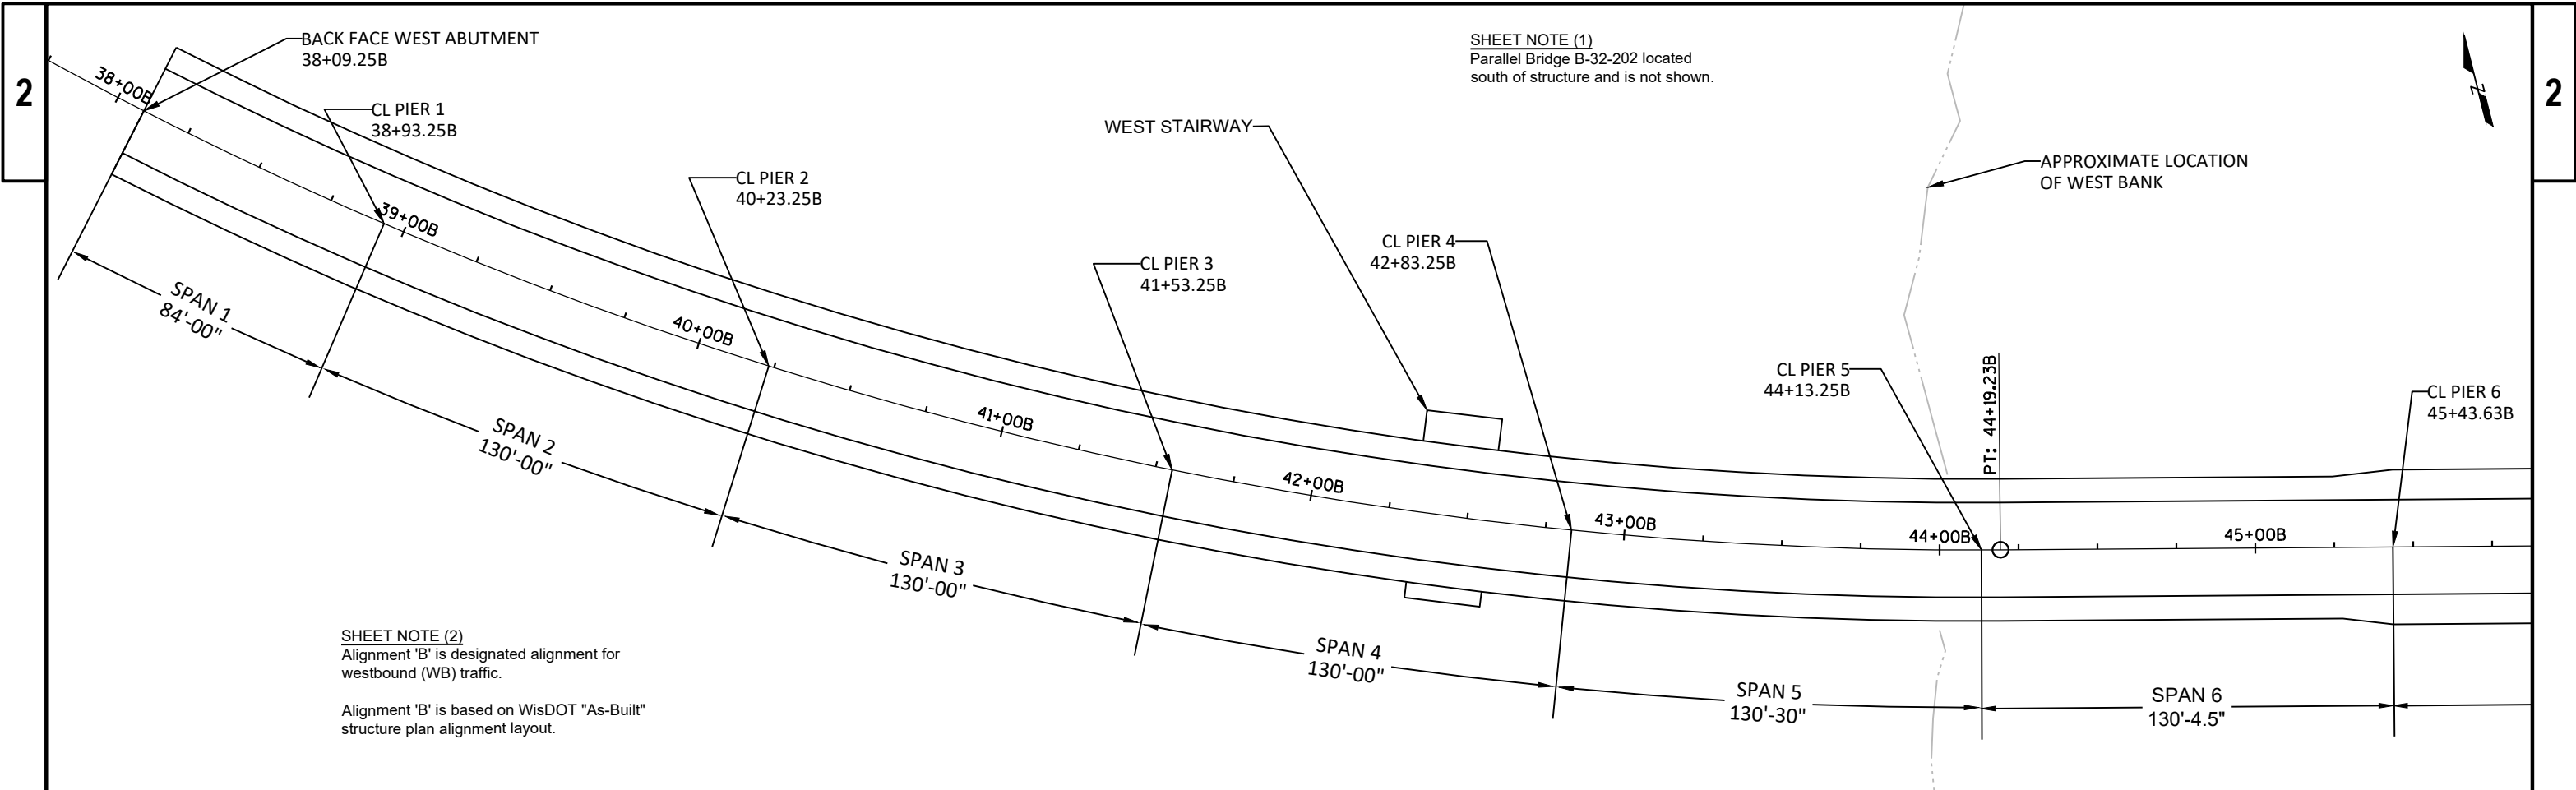 2
2
BACK FACE WEST ABUTMENT
38+09.25B
SHEET NOTE (1)
Parallel Bridge B-32-202 located
south of structure and is not shown.
N
38+00B
CL PIER 1
38+93.25B
WEST STAIRWAY
APPROXIMATE LOCATION
OF WEST BANK
CL PIER 2
40+23.25B
39+00B
CL PIER 4
42+83.25B
CL PIER 3
41+53.25B
SPAN 1
84'-00"
40+00B
PT: 44+19.23B
CL PIER 5
44+13.25B
CL PIER 6
45+43.63B
41+00B
SPAN 2
130'-00"
42+00B
43+00B
44+00B
45+00B
SPAN 3
130'-00"
SHEET NOTE (2)
Alignment 'B' is designated alignment for
westbound (WB) traffic.
Alignment 'B' is based on WisDOT "As-Built"
structure plan alignment layout.
SPAN 4
130'-00"
SPAN 5
130'-30"
SPAN 6
130'-4.5"